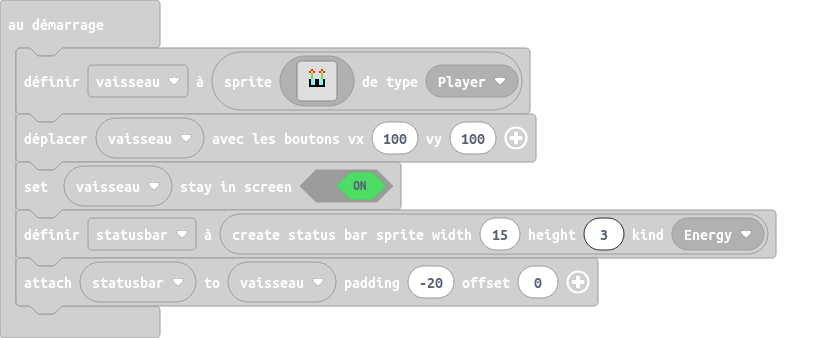 au démarrage
définir vaisseau à sprite de type Player
déplacer vaisseau avec les boutons vx 100 vy 100
set vaisseau stay in screen ON
définir statusbar à create status bar sprite width 15 height 3 kind Energy
attach statusbar to vaisseau padding -20 offset 0